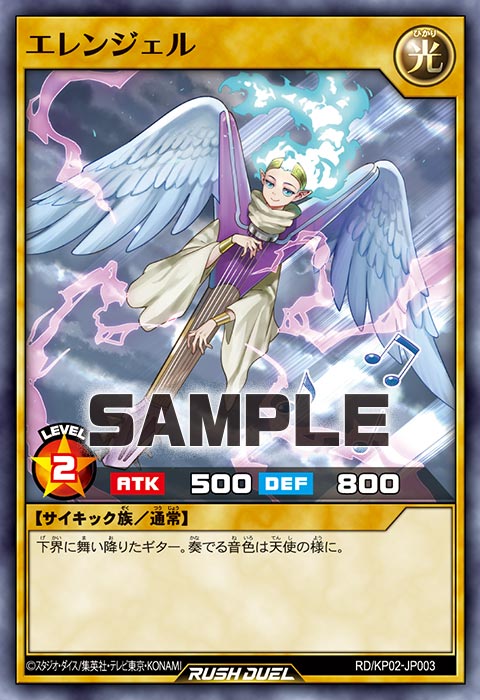 エレンジェル
ひかり
光
SAMPLE
LEVEL
2
ATK 500 DEF 800
【サイキック族／通常】
下界に舞い降りたギター。奏でる音色は天使の様に。
©スタジオ・ダイス/集英社・テレビ東京・KONAMI
RUSH DUEL
RD/KP02-JP003